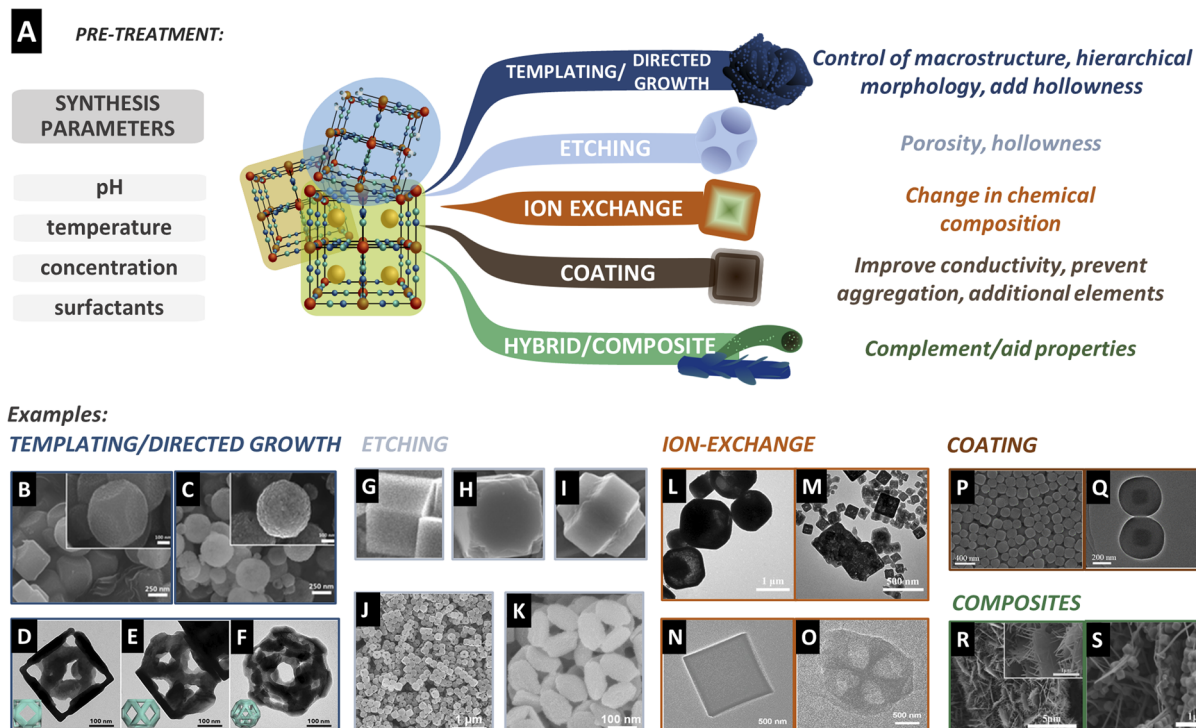 A
PRE-TREATMENT:
SYNTHESIS
PARAMETERS
pH
temperature
concentration
surfactants
TEMPLATING/ DIRECTED
GROWTH
ETCHING
ION EXCHANGE
COATING
HYBRID/COMPOSITE
Control of macrostructure, hierarchical
morphology, add hollowness
Porosity, hollowness
Change in chemical
composition
Improve conductivity, prevent
aggregation, additional elements
Complement/aid properties
Examples:
TEMPLATING/DIRECTED GROWTH
ETCHING
ION-EXCHANGE
COATING
B
100 nm
250 nm
C
250 nm
G
H
I
L
1 µm
M
500 nm
P
400 nm
Q
200 nm
D
100 nm
E
100 nm
F
100 nm
J
1 µm
K
100 nm
N
500 nm
O
500 nm
COMPOSITES
R
5µm
S